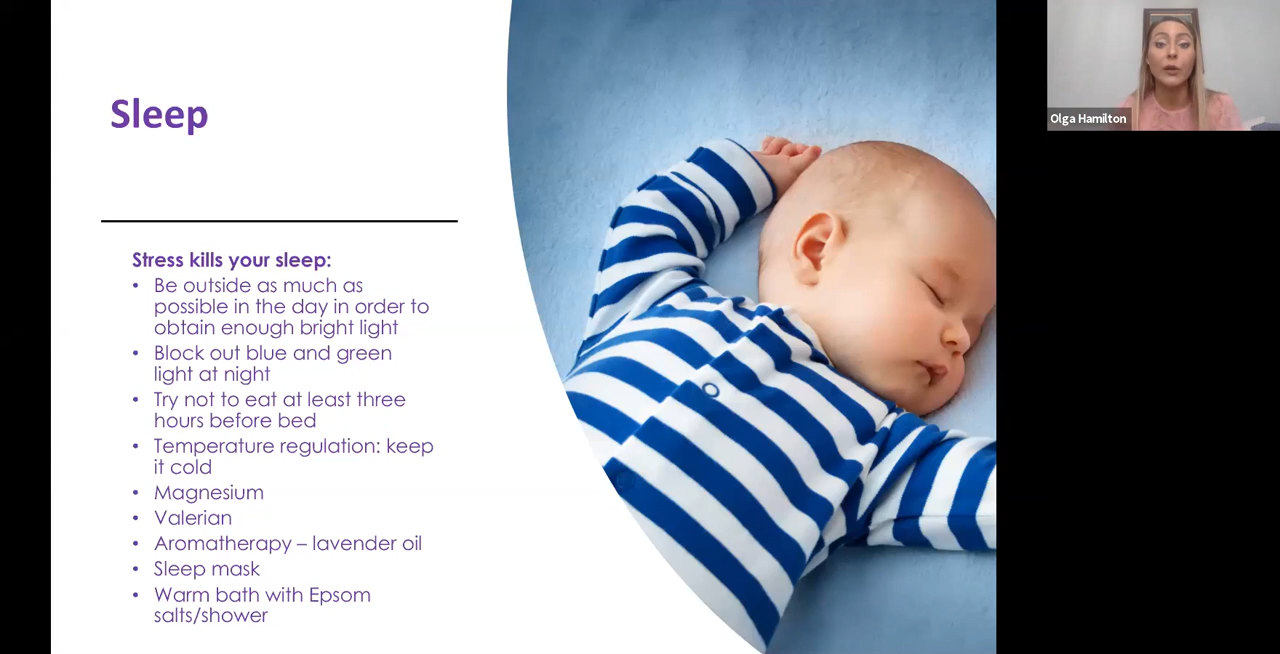 Sleep
Stress kills your sleep:
• Be outside as much as
possible in the day in order to
obtain enough bright light
• Block out blue and green
light at night
• Try not to eat at least three
hours before bed
• Temperature regulation: keep
it cold
• Magnesium
• Valerian
• Aromatherapy – lavender oil
• Sleep mask
• Warm bath with Epsom
salts/shower
Olga Hamilton